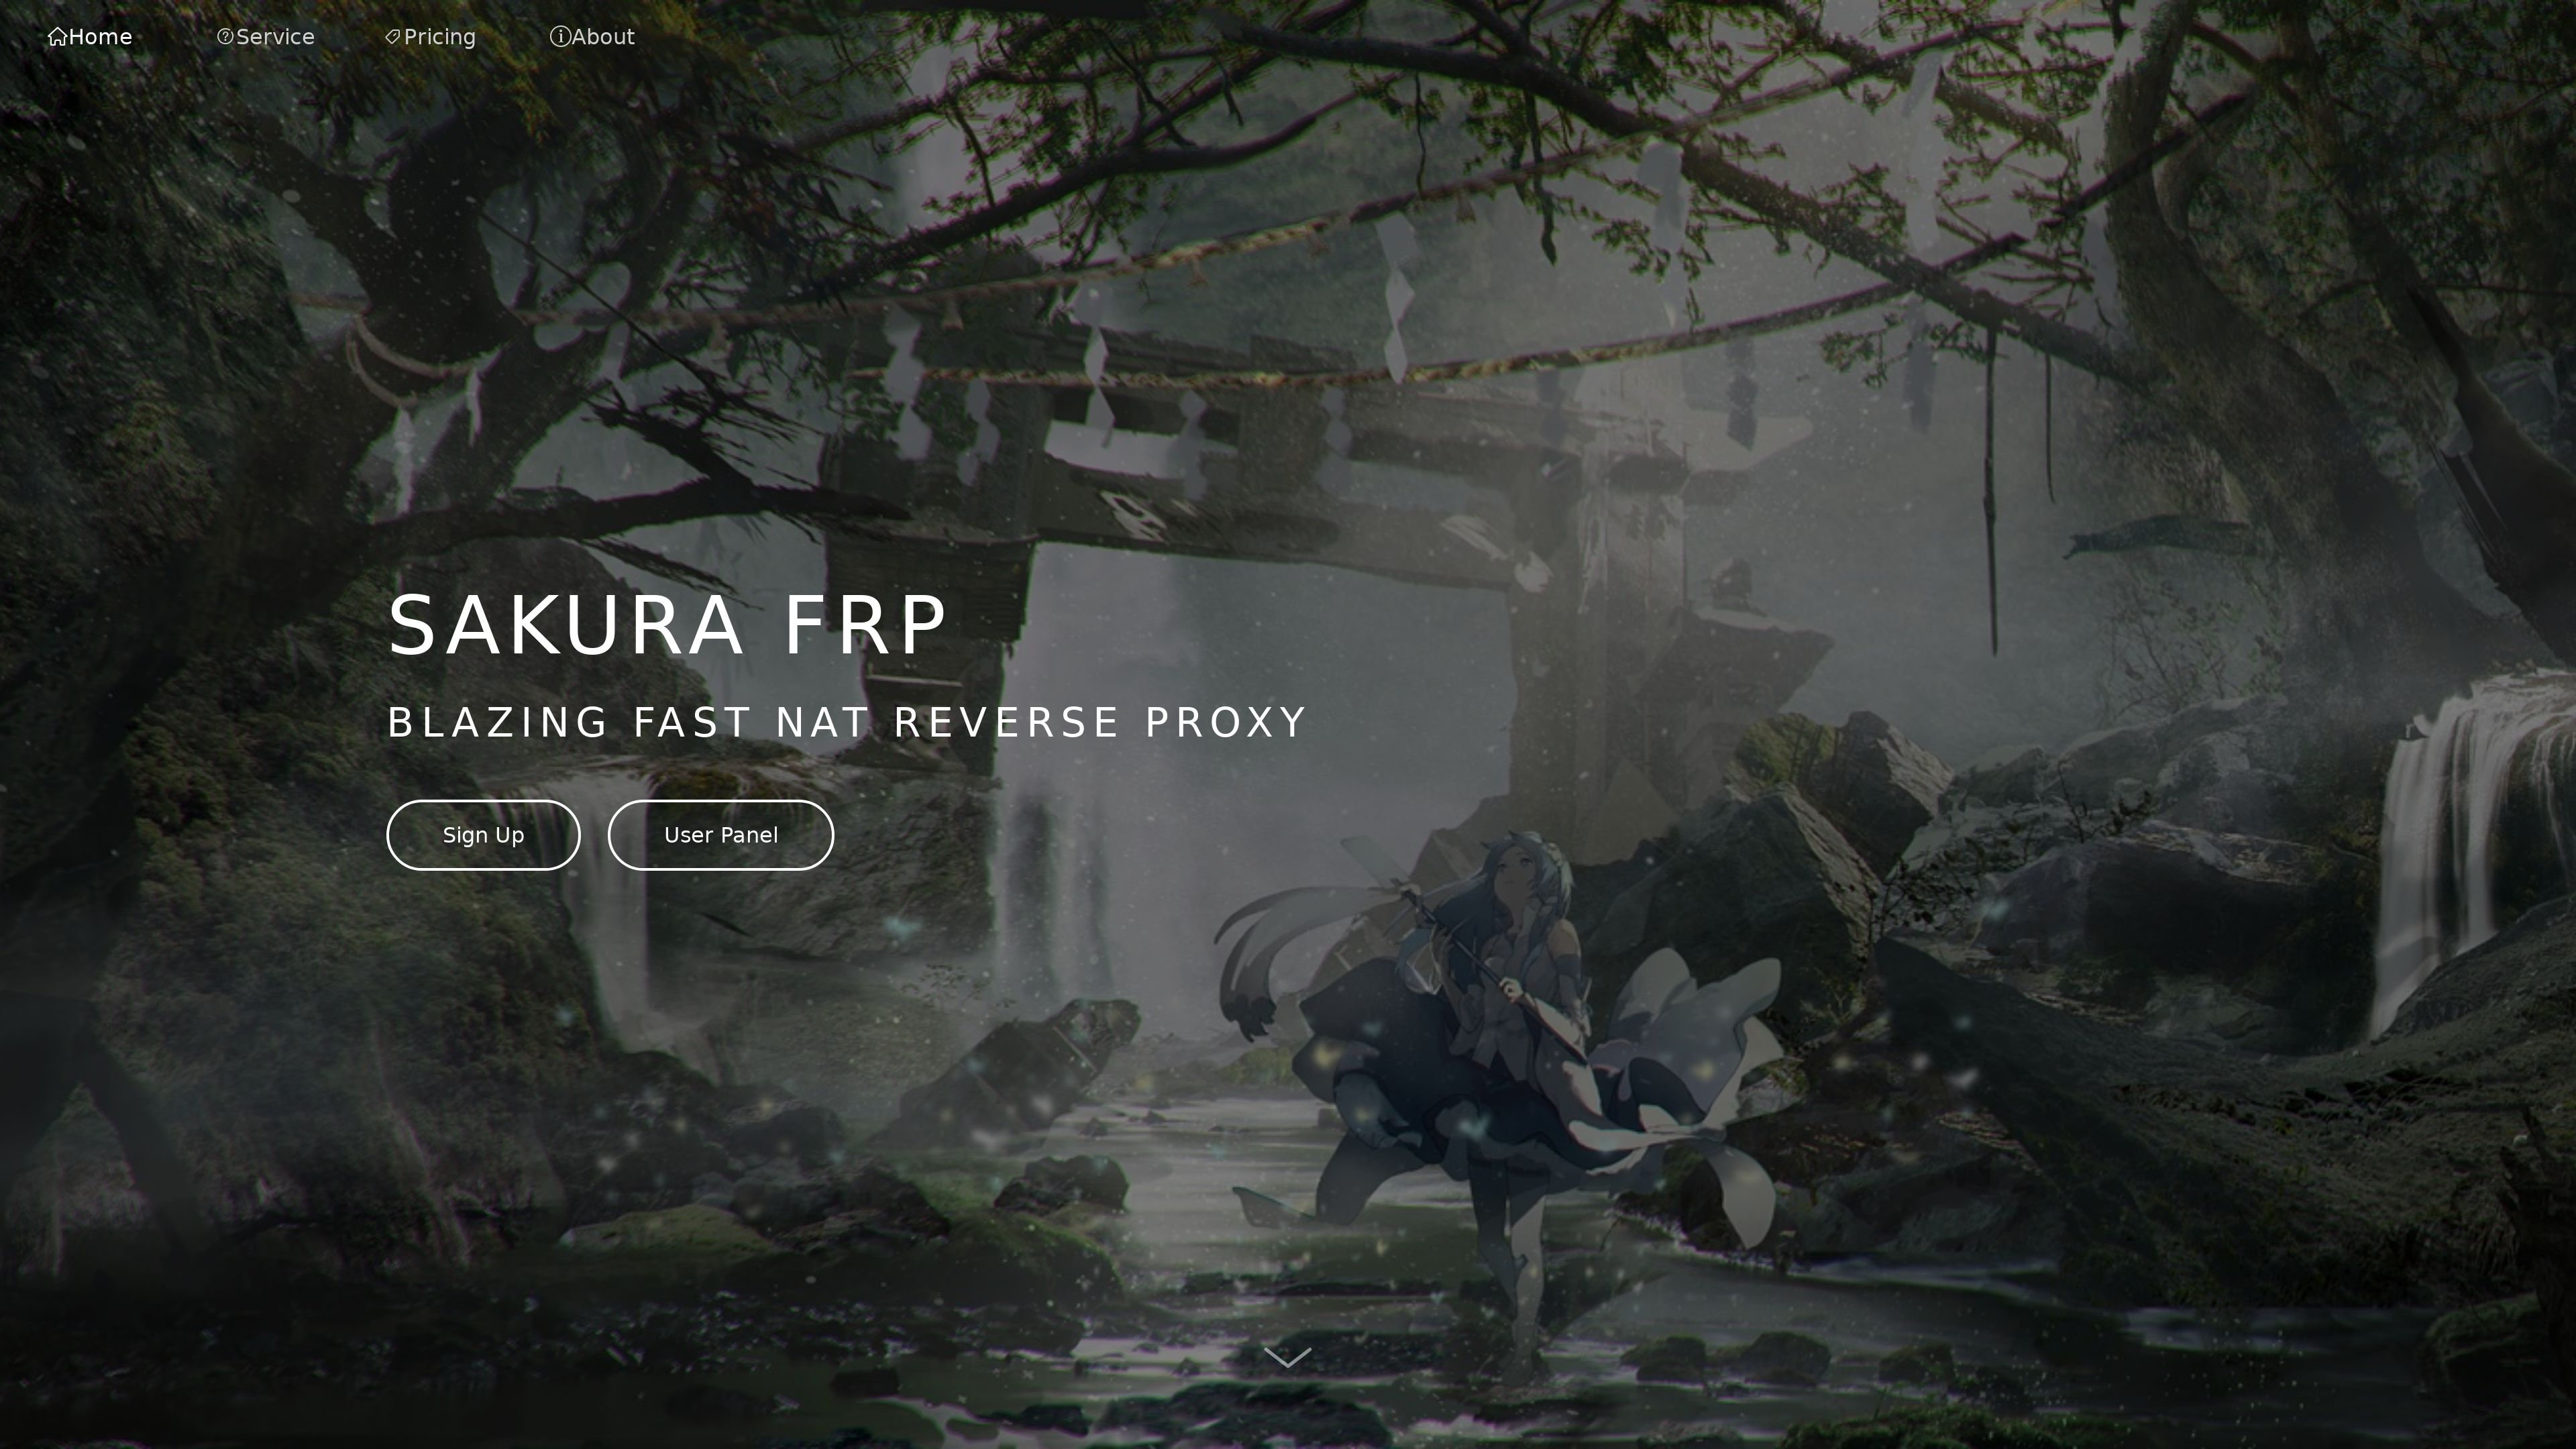 Home
Service
Pricing
About
SAKURA FRP
BLAZING FAST NAT REVERSE PROXY
Sign Up
User Panel